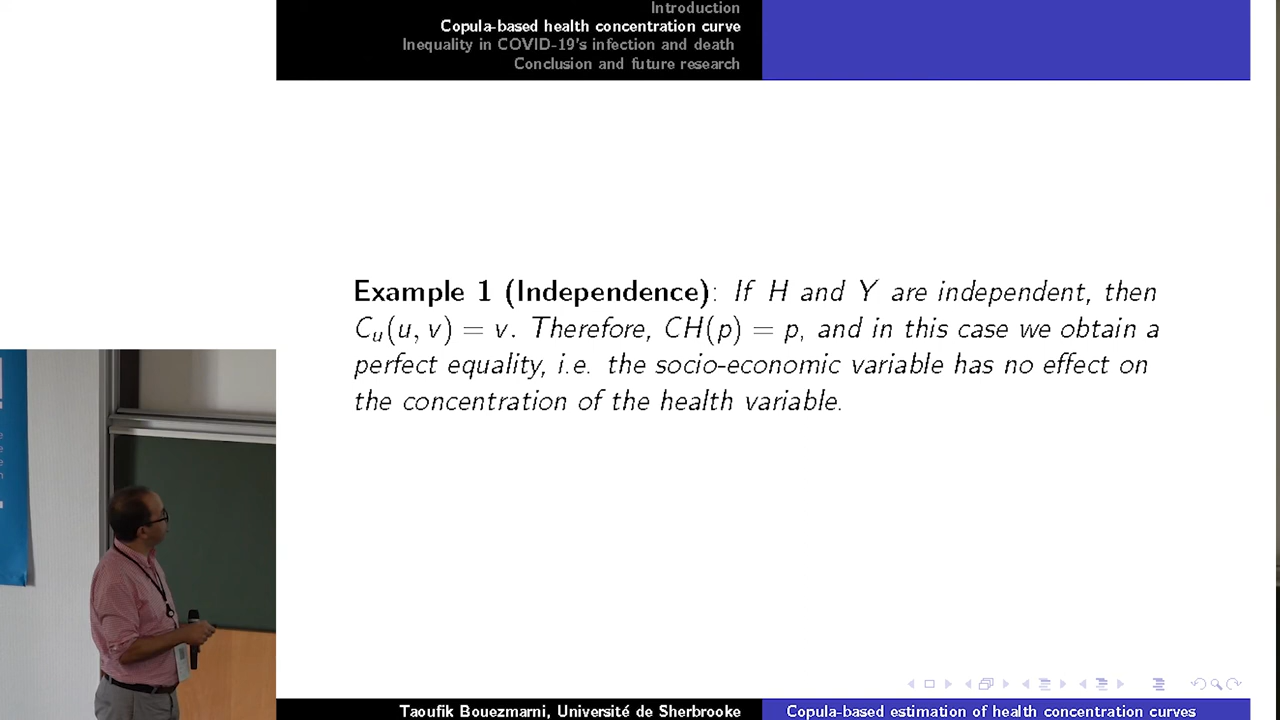 Introduction
Copula-based health concentration curve
Inequality in COVID-19's infection and death
Conclusion and future research
Example 1 (Independence): If H and Y are independent, then
C_u(u, v) = v. Therefore, CH(p) = p, and in this case we obtain a
perfect equality, i.e. the socio-economic variable has no effect on
the concentration of the health variable.
Taoufik Bouezmarni, Université de Sherbrooke
Copula-based estimation of health concentration curves